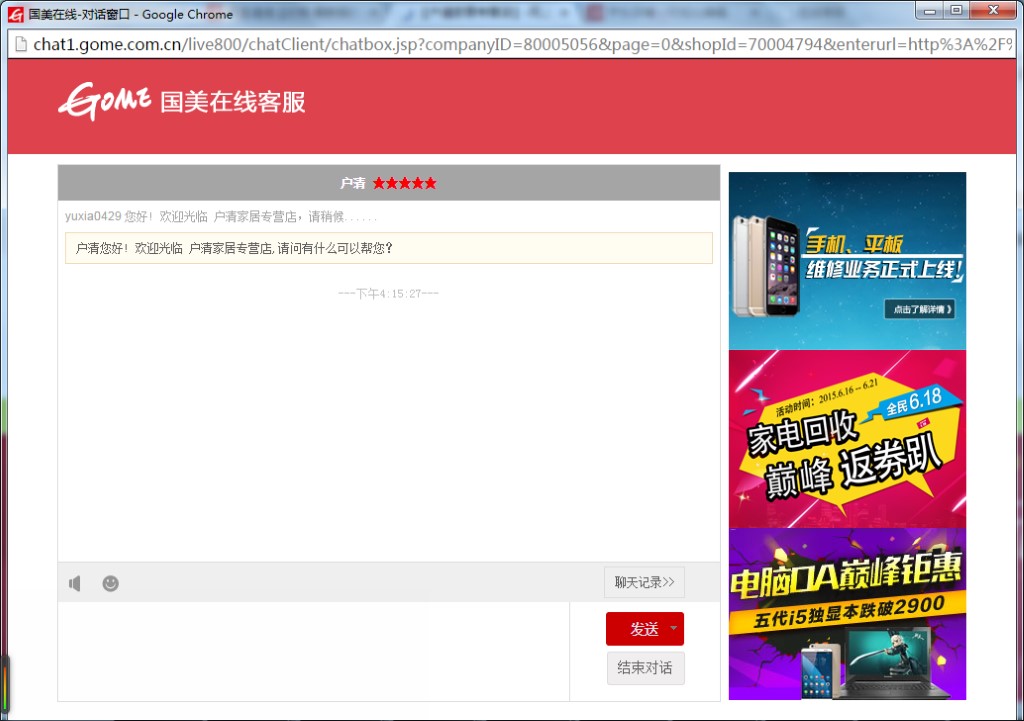 国美在线-对话窗口 - Google Chrome
chat1.gome.com.cn/live800/chatClient/chatbox.jsp?companyID=80005056&page=0&shopId=70004794&enterurl=http%3A%2F%
GOME 国美在线客服
户清 ★★★★★
yuxia0429 您好！欢迎光临 户清家居专营店，请稍候......
户清您好！欢迎光临 户清家居专营店,请问有什么可以帮您?
---下午4:15:27---
聊天记录>>
发送
结束对话
手机、平板
维修业务正式上线!
点击了解详情 》
活动时间：2015.6.16 -- 6.21
全民6.18
家电回收 在
巅峰 返券趴
电脑OA巅峰钜惠
五代i5独显本跌破2900